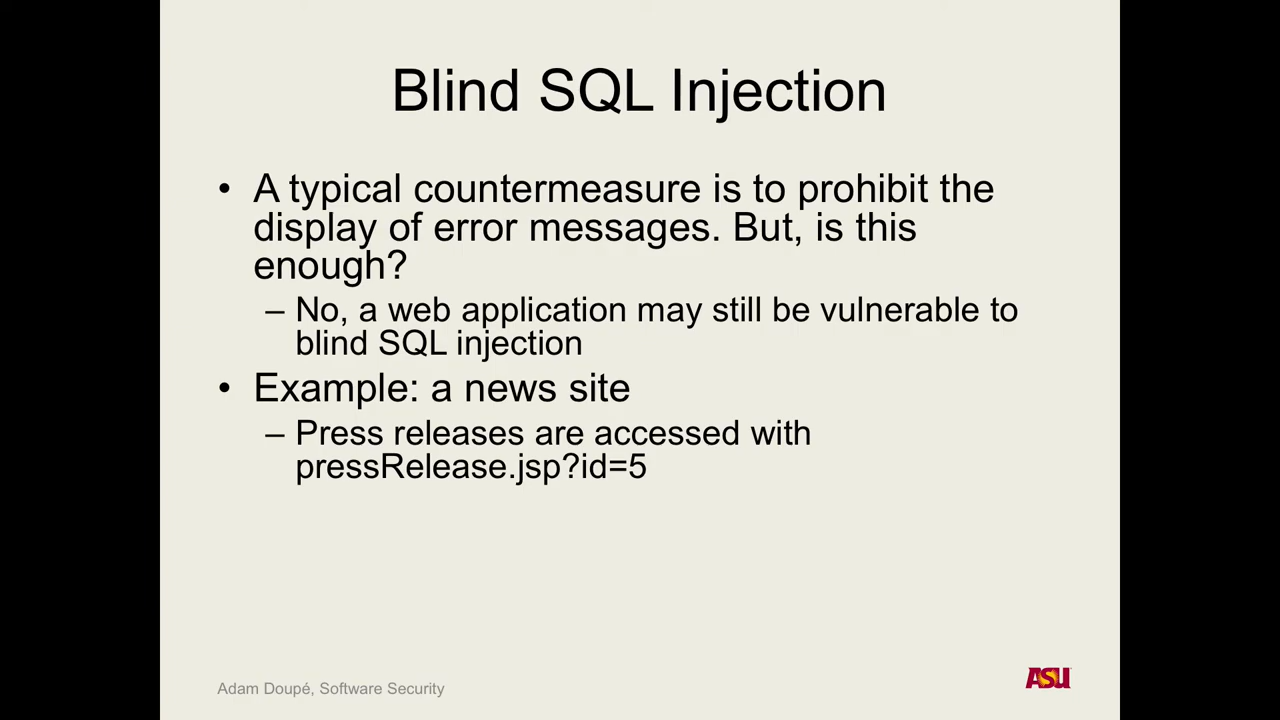 Blind SQL Injection
• A typical countermeasure is to prohibit the
display of error messages. But, is this
enough?
– No, a web application may still be vulnerable to
blind SQL injection
• Example: a news site
– Press releases are accessed with
pressRelease.jsp?id=5
Adam Doupé, Software Security
ASU